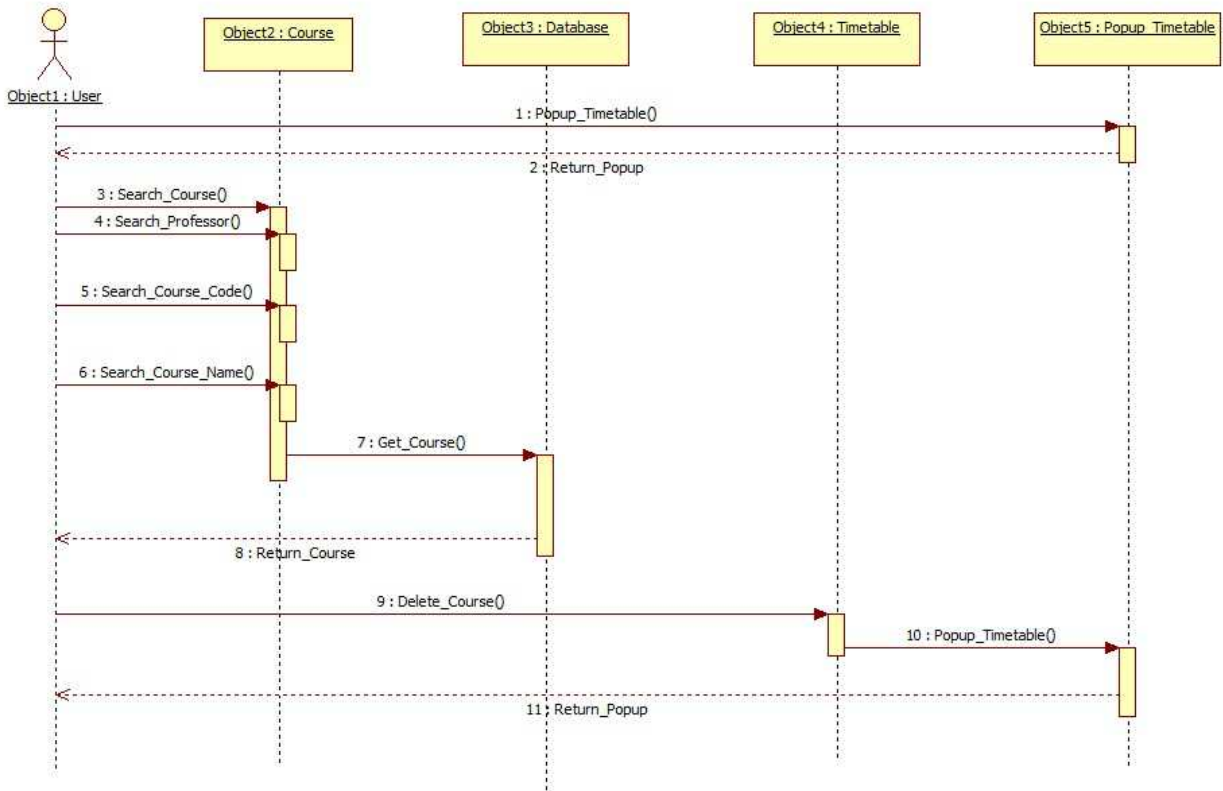 Object2 : Course
Object3 : Database
Object4 : Timetable
Object5 : Popup_Timetable
Object1 : User
1 : Popup_Timetable()
2 : Return_Popup
3 : Search_Course()
4 : Search_Professor()
5 : Search_Course_Code()
6 : Search_Course_Name()
7 : Get_Course()
8 : Return_Course
9 : Delete_Course()
10 : Popup_Timetable()
11 : Return_Popup